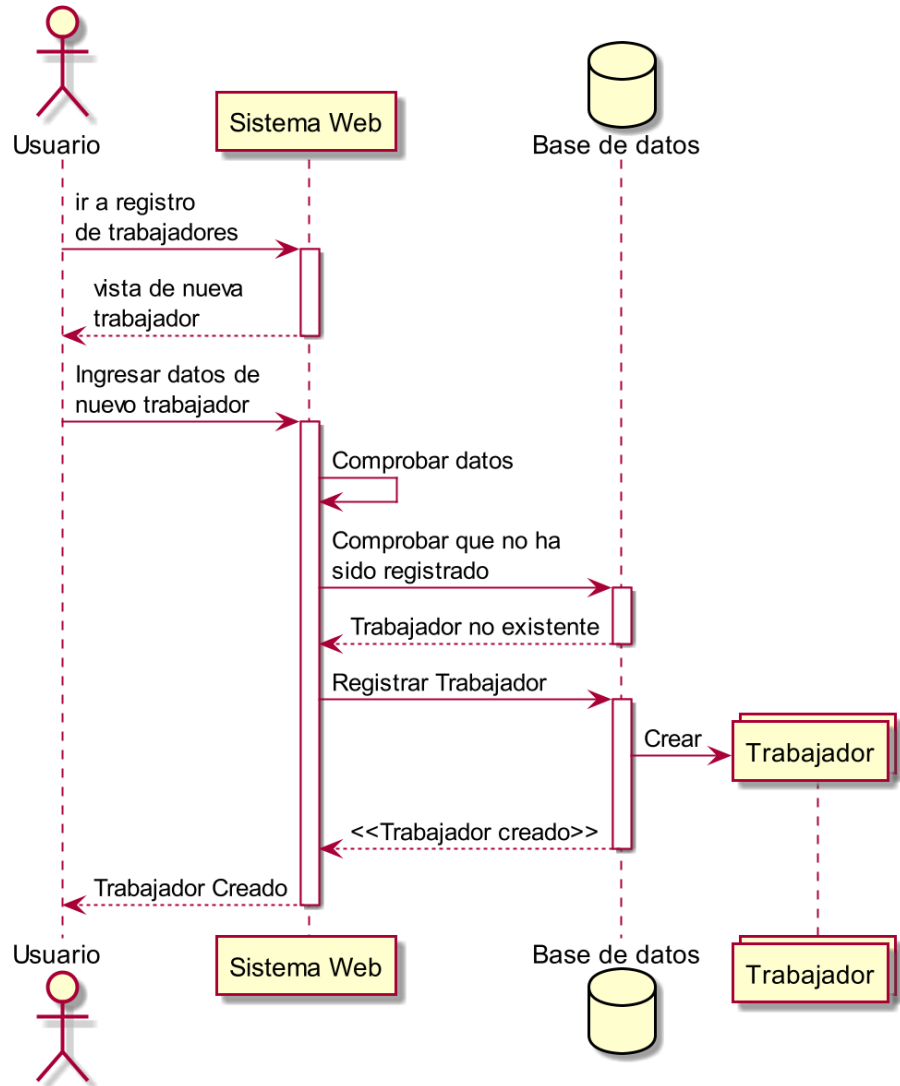 Usuario
Sistema Web
Base de datos
ir a registro
de trabajadores
vista de nueva
trabajador
Ingresar datos de
nuevo trabajador
Comprobar datos
Comprobar que no ha
sido registrado
Trabajador no existente
Registrar Trabajador
Crear
Trabajador
<<Trabajador creado>>
Trabajador Creado
Usuario
Sistema Web
Base de datos
Trabajador